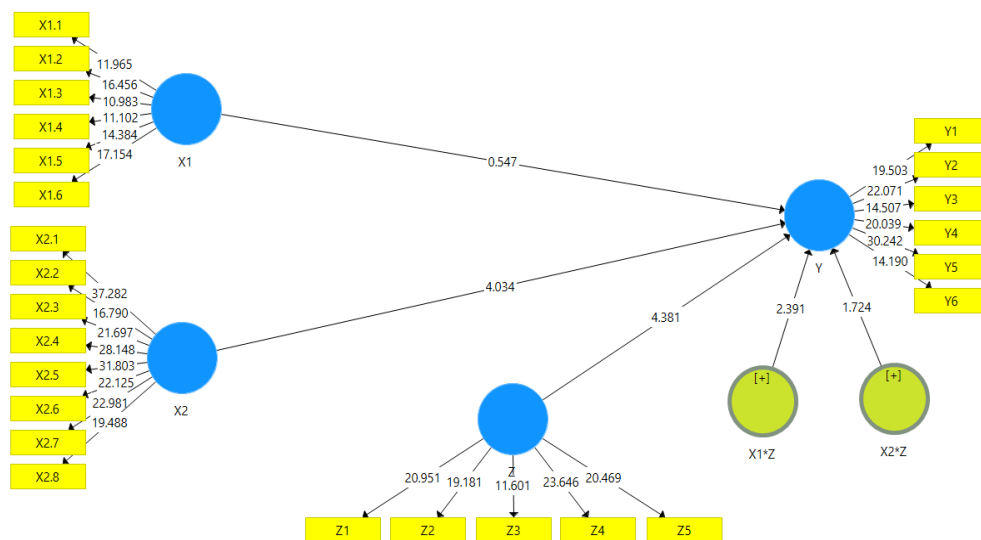 X1.1
X1.2
X1.3
X1.4
X1.5
X1.6
11.965
16.456
10.983
11.102
14.384
17.154
X1
0.547
X2.1
X2.2
X2.3
X2.4
X2.5
X2.6
X2.7
X2.8
37.282
16.790
21.697
28.148
31.803
22.125
22.981
19.488
X2
4.034
Y1
Y2
Y3
Y4
Y5
Y6
19.503
22.071
14.507
20.039
30.242
14.190
Y
4.381
2.391
1.724
[+]
[+]
X1*Z
X2*Z
Z
20.951
19.181
11.601
23.646
20.469
Z1
Z2
Z3
Z4
Z5